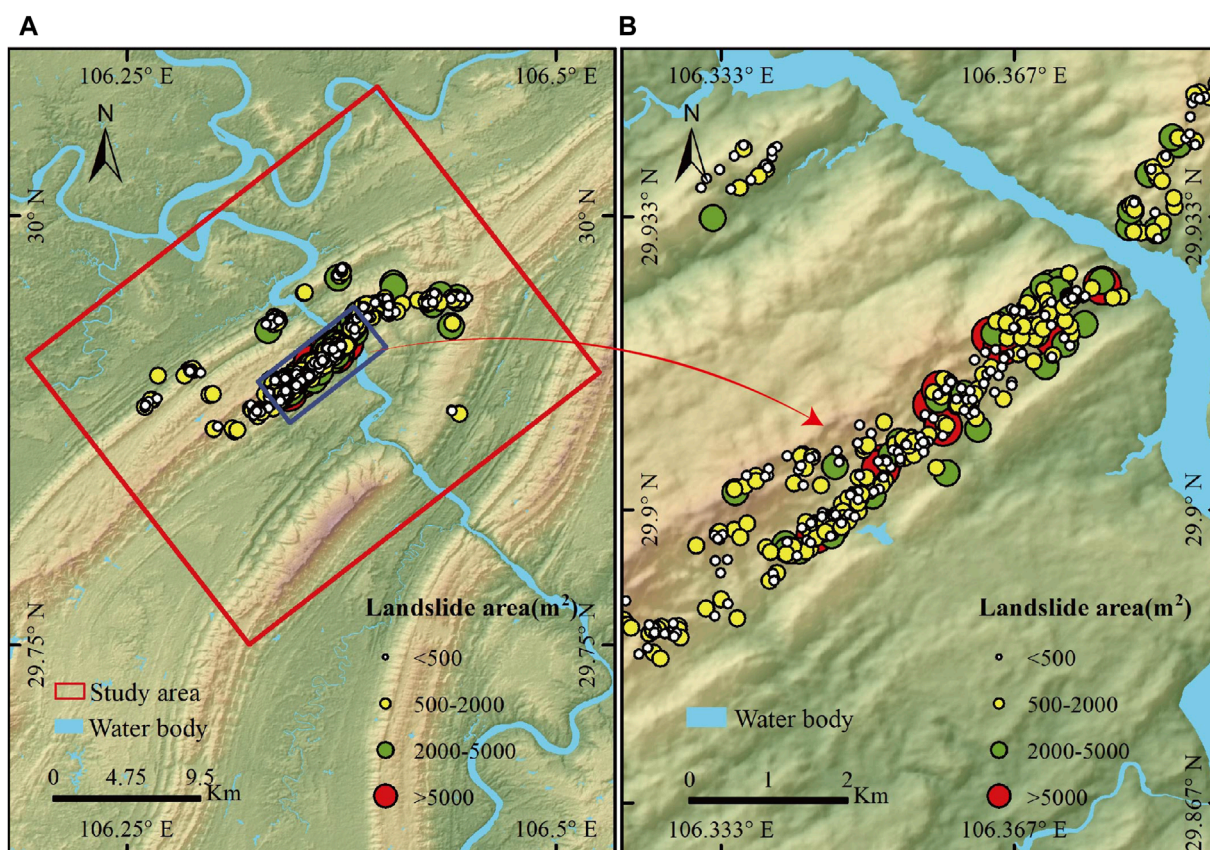 A
B
106.25° E
106.5° E
106.333° E
106.367° E
N
N
30° N
30° N
29.933° N
29.933° N
29.9° N
29.9° N
29.75° N
29.75° N
29.867° N
Landslide area(m²)
<500
500-2000
2000-5000
>5000
Study area
Water body
0 4.75 9.5
Km
106.25° E
106.5° E
Landslide area(m²)
<500
500-2000
2000-5000
>5000
Water body
0 1 2
Km
106.333° E
106.367° E